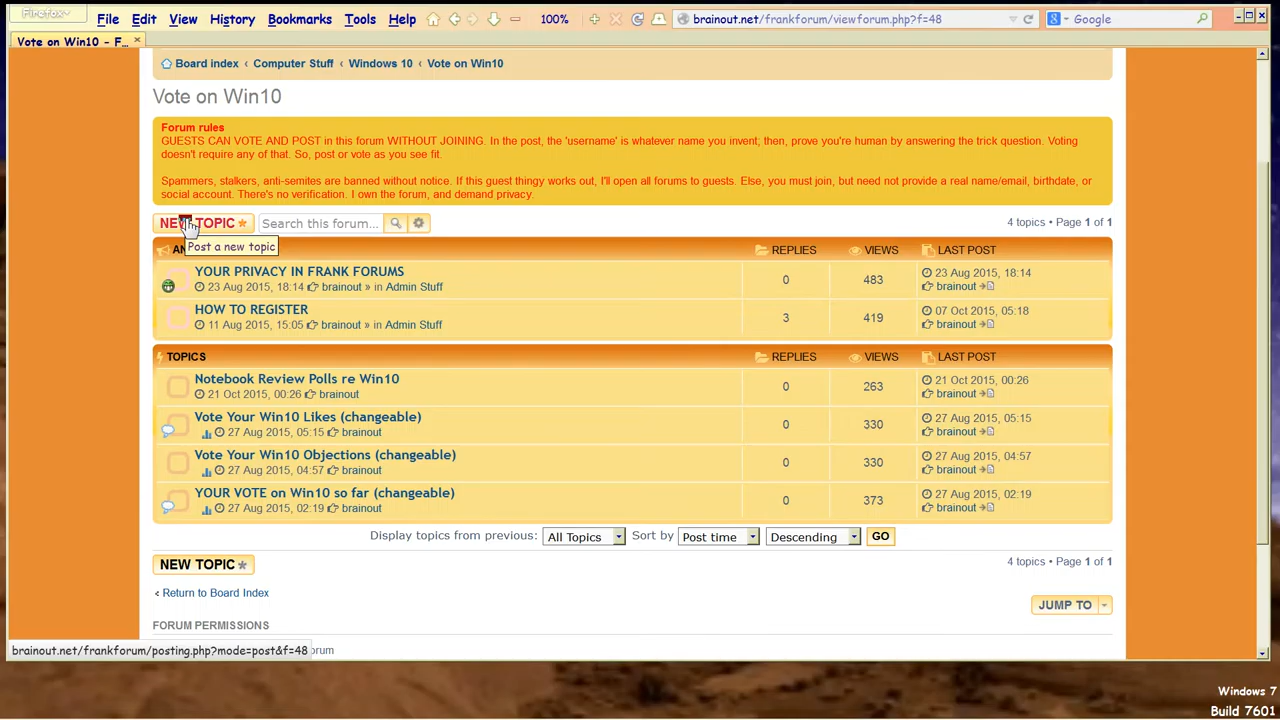 Firefox
File Edit View History Bookmarks Tools Help 100% brainout.net/frankforum/viewforum.php?f=48 Google
Vote on Win10 - F... ×
Board index ‹ Computer Stuff ‹ Windows 10 ‹ Vote on Win10
Vote on Win10
Forum rules
GUESTS CAN VOTE AND POST in this forum WITHOUT JOINING. In the post, the 'username' is whatever name you invent; then, prove you're human by answering the trick question. Voting
doesn't require any of that. So, post or vote as you see fit.
Spammers, stalkers, anti-semites are banned without notice. If this guest thingy works out, I'll open all forums to guests. Else, you must join, but need not provide a real name/email, birthdate, or
social account. There's no verification. I own the forum, and demand privacy.
NEW TOPIC Search this forum... 4 topics • Page 1 of 1
Post a new topic
AN REPLIES VIEWS LAST POST
YOUR PRIVACY IN FRANK FORUMS 0 483 23 Aug 2015, 18:14
23 Aug 2015, 18:14 brainout » in Admin Stuff brainout
HOW TO REGISTER 3 419 07 Oct 2015, 05:18
11 Aug 2015, 15:05 brainout » in Admin Stuff brainout
TOPICS REPLIES VIEWS LAST POST
Notebook Review Polls re Win10 0 263 21 Oct 2015, 00:26
21 Oct 2015, 00:26 brainout brainout
Vote Your Win10 Likes (changeable) 0 330 27 Aug 2015, 05:15
27 Aug 2015, 05:15 brainout brainout
Vote Your Win10 Objections (changeable) 0 330 27 Aug 2015, 04:57
27 Aug 2015, 04:57 brainout brainout
YOUR VOTE on Win10 so far (changeable) 0 373 27 Aug 2015, 02:19
27 Aug 2015, 02:19 brainout brainout
Display topics from previous: All Topics Sort by Post time Descending GO
NEW TOPIC 4 topics • Page 1 of 1
‹ Return to Board Index
JUMP TO
FORUM PERMISSIONS
brainout.net/frankforum/posting.php?mode=post&f=48 orum
Windows 7
Build 7601